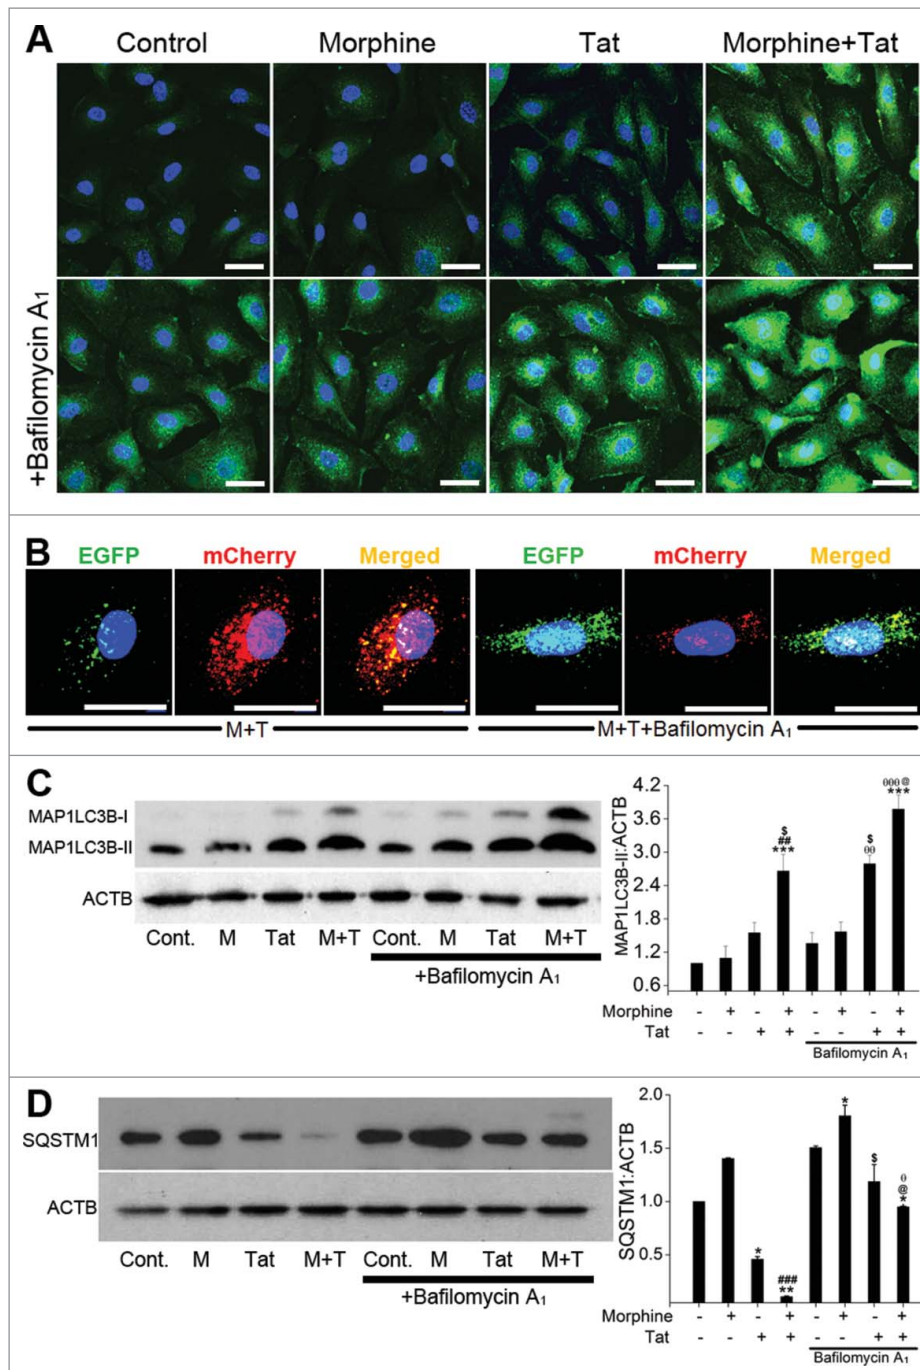 A
Control Morphine Tat Morphine+Tat
+Bafilomycin A₁
B
EGFP mCherry Merged EGFP mCherry Merged
M+T M+T+Bafilomycin A₁
C
MAP1LC3B-I
MAP1LC3B-II
ACTB
Cont. M Tat M+T Cont. M Tat M+T
+Bafilomycin A₁
MAP1LC3B-II:ACTB
4.2
3.6
3.0
2.4
1.8
1.2
0.6
$
##
***
$
θθ
θθθ@
***
Morphine - + - + - + - +
Tat - - + + - - + +
Bafilomycin A₁
D
SQSTM1
ACTB
Cont. M Tat M+T Cont. M Tat M+T
+Bafilomycin A₁
SQSTM1:ACTB
2.0
1.5
1.0
0.5
*
###
**
*
$
θ
@
*
Morphine - + - + - + - +
Tat - - + + - - + +
Bafilomycin A₁